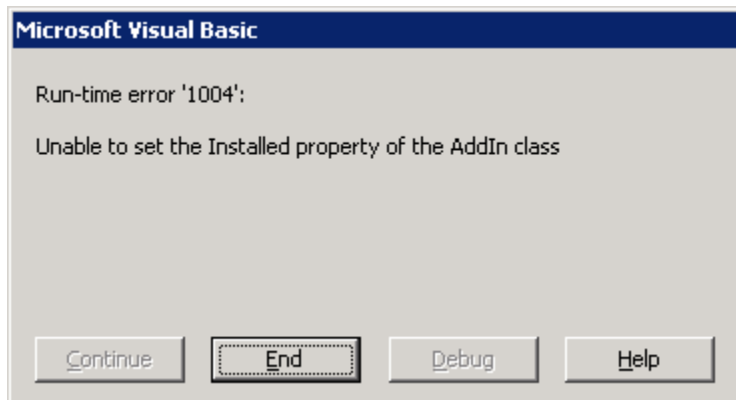 Microsoft Visual Basic
Run-time error '1004':
Unable to set the Installed property of the AddIn class
Continue End Debug Help